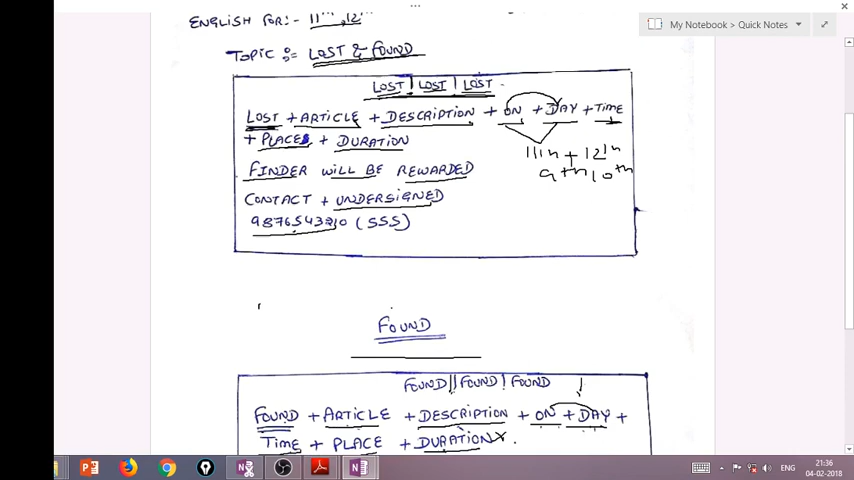 My Notebook > Quick Notes
ENGLISH FOR:- 11th, 12th
TOPIC :- LOST & FOUND
LOST | LOST | LOST
LOST + ARTICLE + DESCRIPTION + ON + DAY + TIME
+ PLACE + DURATION
11th + 12th
9th 10th
FINDER WILL BE REWARDED
CONTACT + UNDERSIGNED
9876543210 (SSS)
FOUND
FOUND || FOUND | FOUND
FOUND + ARTICLE + DESCRIPTION + ON + DAY +
TIME + PLACE + DURATION X .
ENG
21:36
04-02-2018